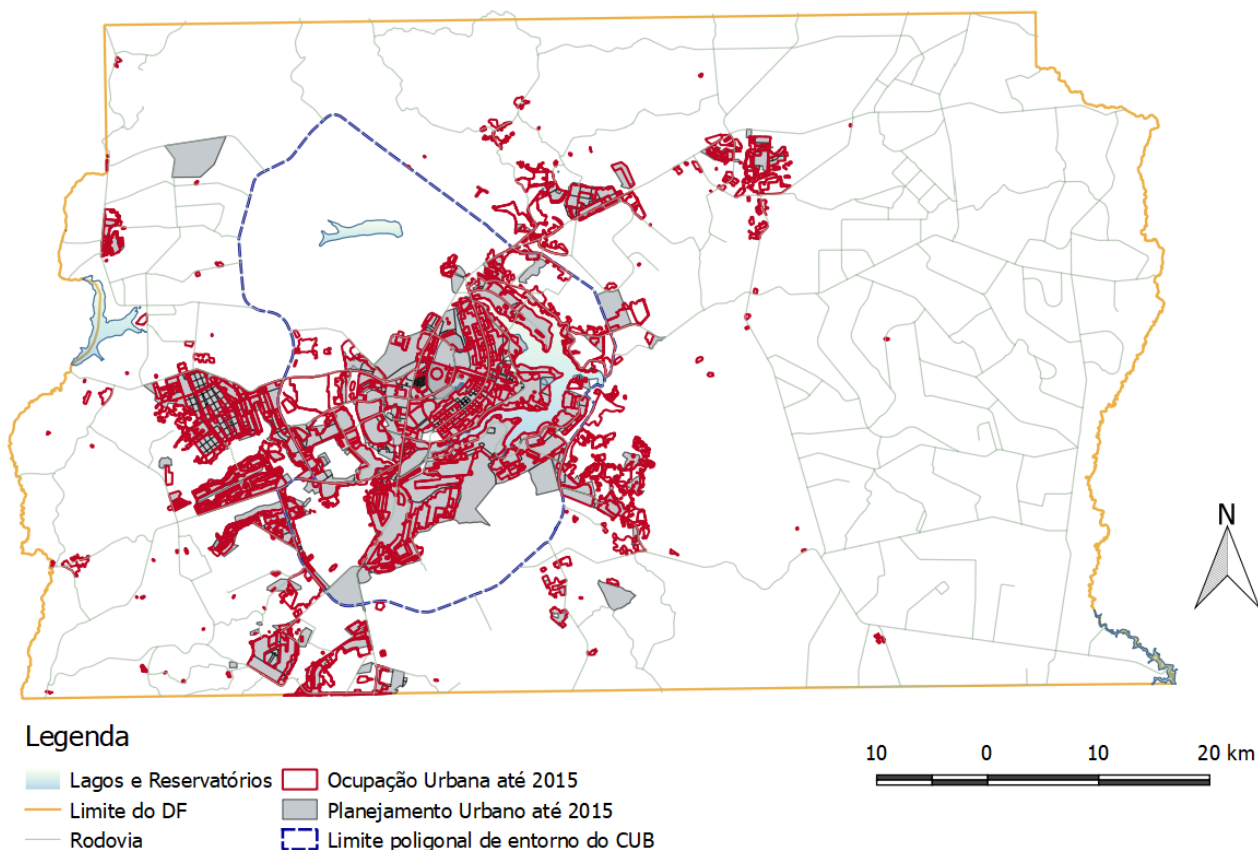 N
Legenda
Lagos e Reservatórios
Limite do DF
Rodovia
Ocupação Urbana até 2015
Planejamento Urbano até 2015
Limite poligonal de entorno do CUB
10 0 10 20 km